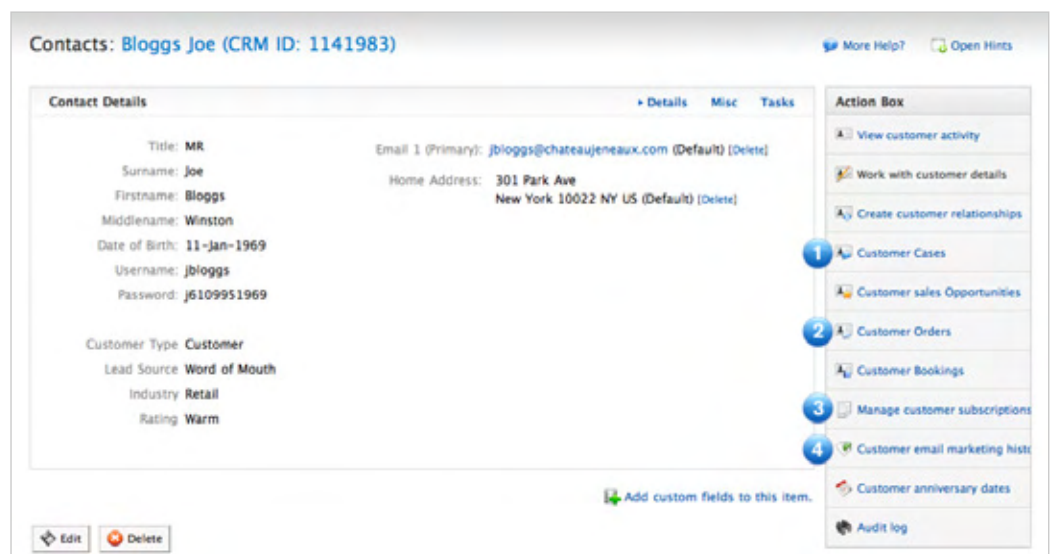 Contacts: Bloggs Joe (CRM ID: 1141983)
More Help?
Open Hints
Contact Details
Details Misc Tasks
Title: MR
Surname: Joe
Firstname: Bloggs
Middlename: Winston
Date of Birth: 11-Jan-1969
Username: jbloggs
Password: j6109951969
Customer Type Customer
Lead Source Word of Mouth
Industry Retail
Rating Warm
Email 1 (Primary): jbloggs@chateaujeneaux.com (Default) [Delete]
Home Address: 301 Park Ave
New York 10022 NY US (Default) [Delete]
Add custom fields to this item.
Edit
Delete
Action Box
View customer activity
Work with customer details
Create customer relationships
1 Customer Cases
Customer sales Opportunities
2 Customer Orders
Customer Bookings
3 Manage customer subscriptions
4 Customer email marketing histo
Customer anniversary dates
Audit log